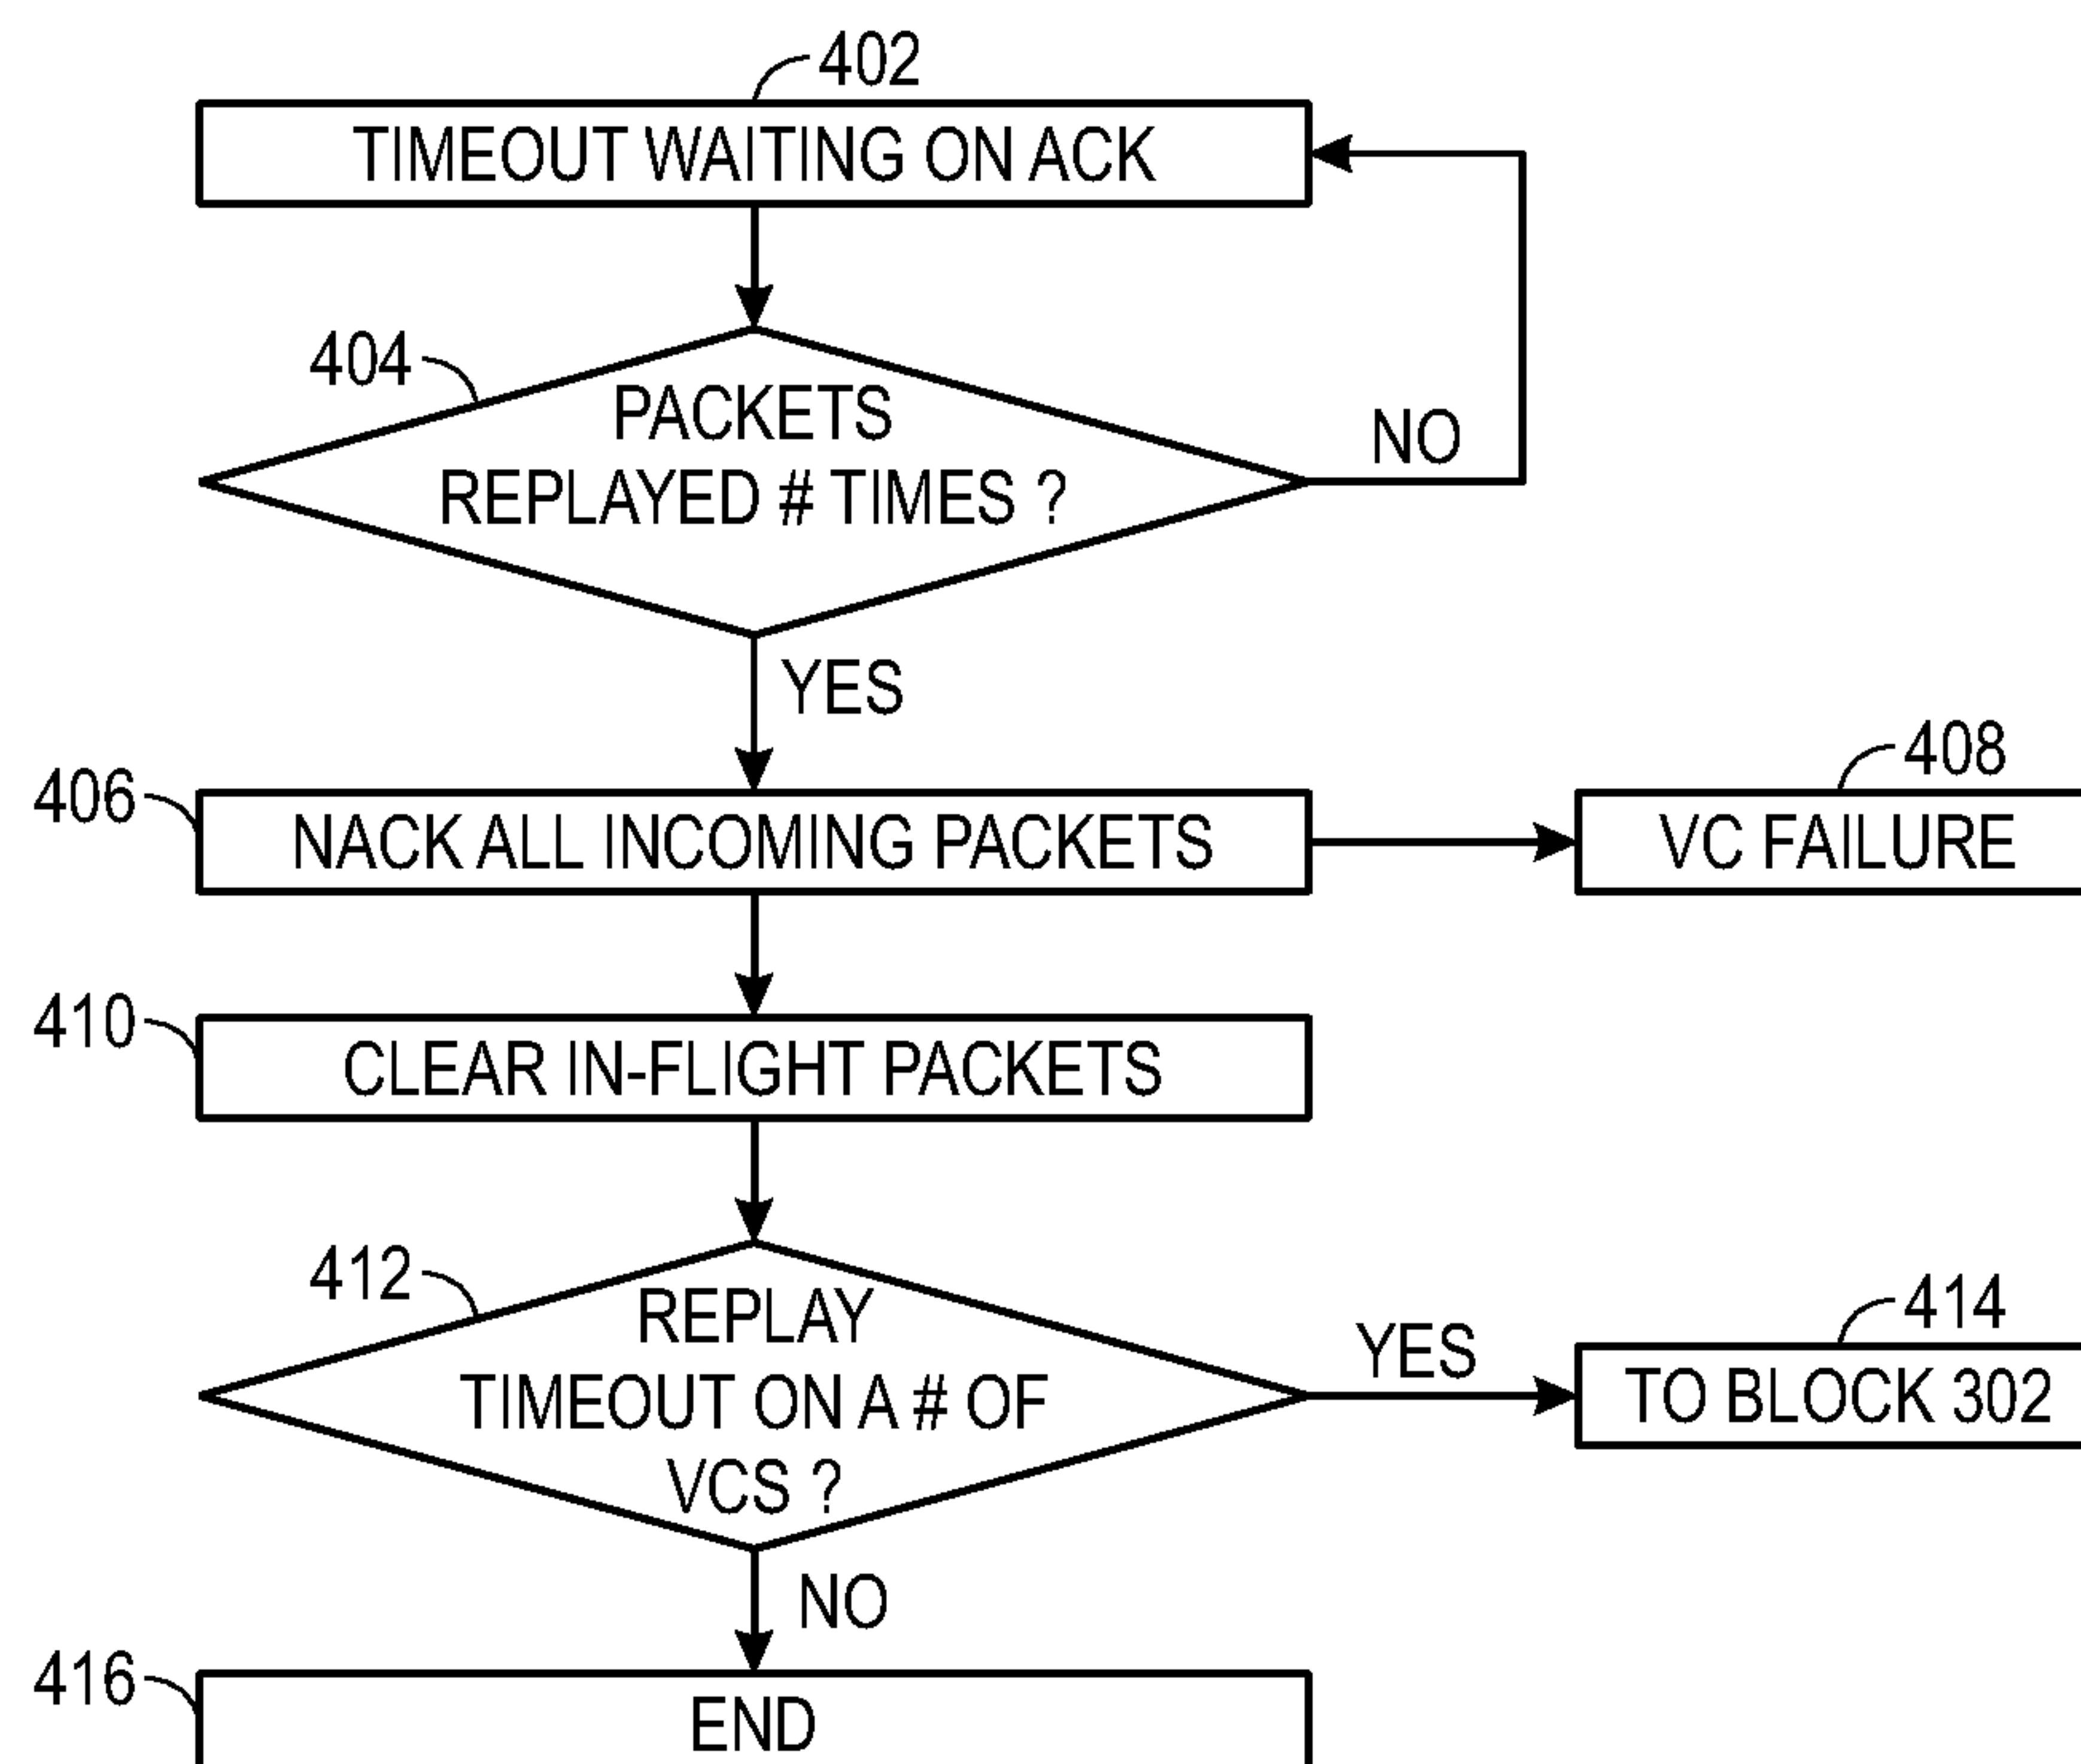 402
TIMEOUT WAITING ON ACK
404
PACKETS
REPLAYED # TIMES ?
NO
YES
406
NACK ALL INCOMING PACKETS
408
VC FAILURE
410
CLEAR IN-FLIGHT PACKETS
412
REPLAY
TIMEOUT ON A # OF
VCS ?
YES
414
TO BLOCK 302
NO
416
END